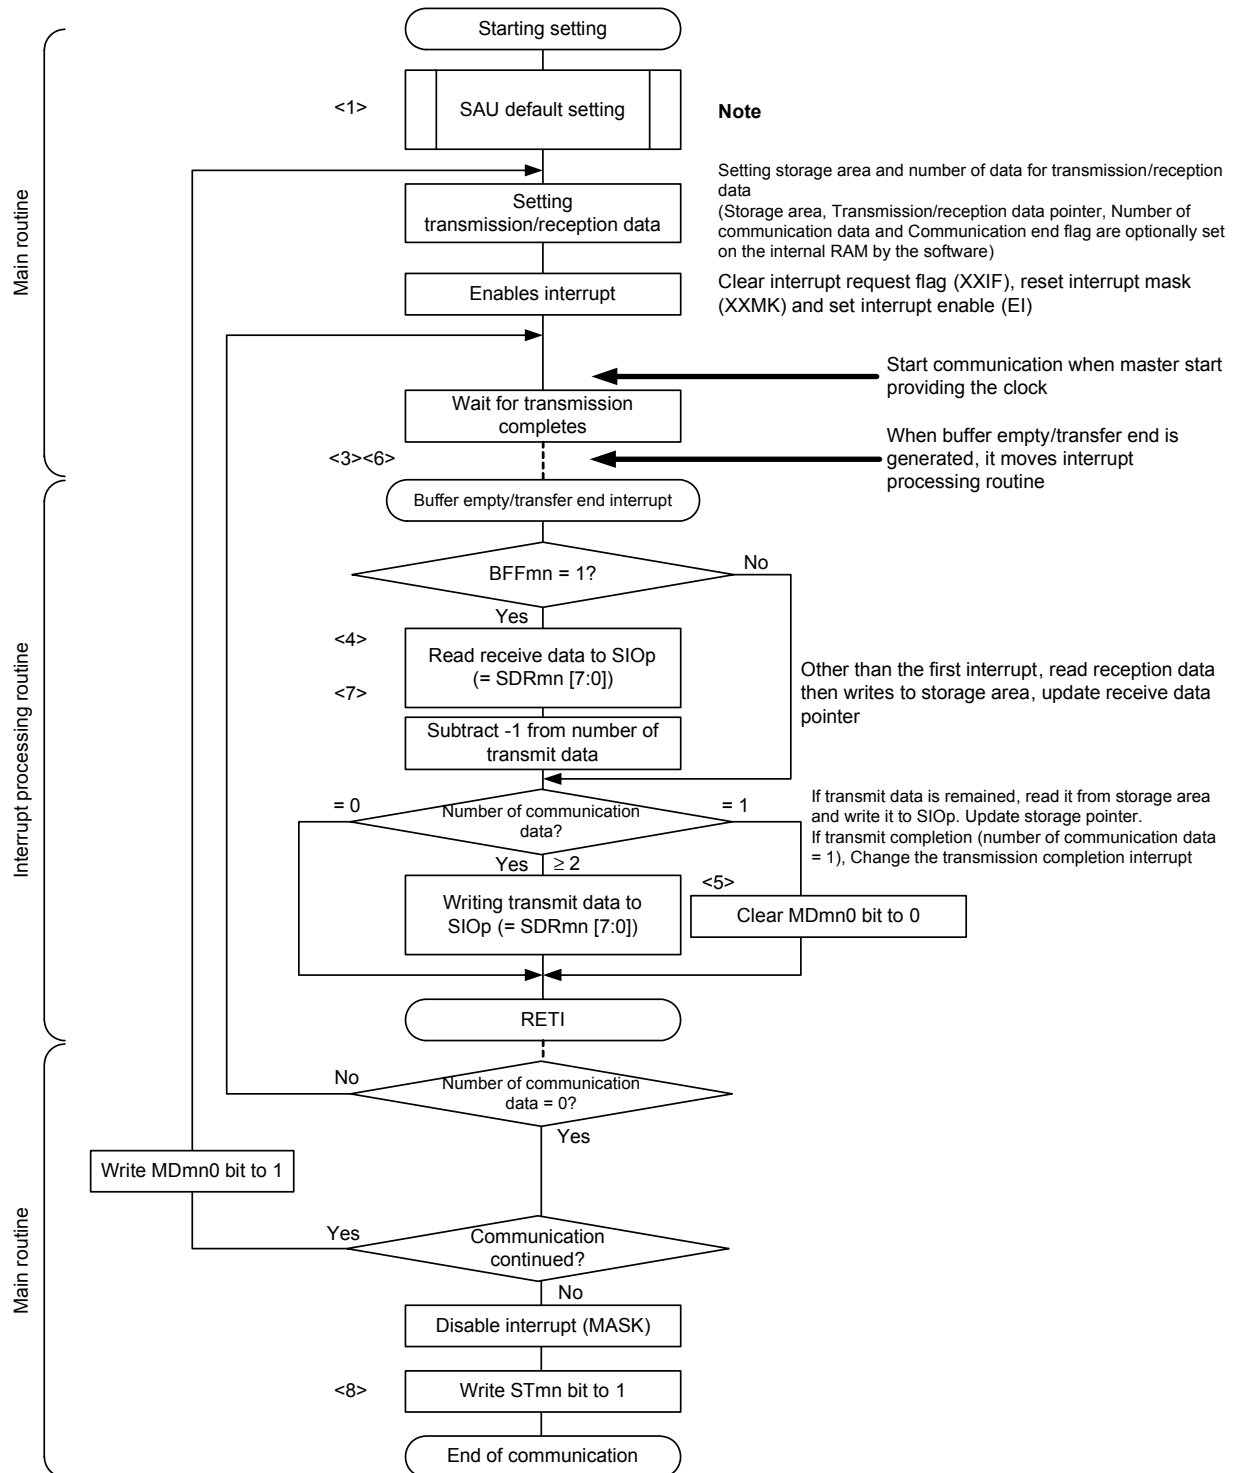 Starting setting
<1>
SAU default setting
Note
Setting storage area and number of data for transmission/reception
data
(Storage area, Transmission/reception data pointer, Number of
communication data and Communication end flag are optionally set
on the internal RAM by the software)
Setting
transmission/reception data
Main routine
Enables interrupt
Clear interrupt request flag (XXIF), reset interrupt mask
(XXMK) and set interrupt enable (EI)
Start communication when master start
providing the clock
Wait for transmission
completes
<3><6>
When buffer empty/transfer end is
generated, it moves interrupt
processing routine
Buffer empty/transfer end interrupt
BFFmn = 1?
No
Yes
<4>
Read receive data to SIOp
(= SDRmn [7:0])
<7>
Other than the first interrupt, read reception data
then writes to storage area, update receive data
pointer
Interrupt processing routine
Subtract -1 from number of
transmit data
= 0
Number of communication
data?
= 1
If transmit data is remained, read it from storage area
and write it to SIOp. Update storage pointer.
If transmit completion (number of communication data
= 1), Change the transmission completion interrupt
Yes ≥ 2
<5>
Writing transmit data to
SIOp (= SDRmn [7:0])
Clear MDmn0 bit to 0
RETI
No
Number of communication
data = 0?
Yes
Write MDmn0 bit to 1
Yes
Communication
continued?
No
Main routine
Disable interrupt (MASK)
<8>
Write STmn bit to 1
End of communication